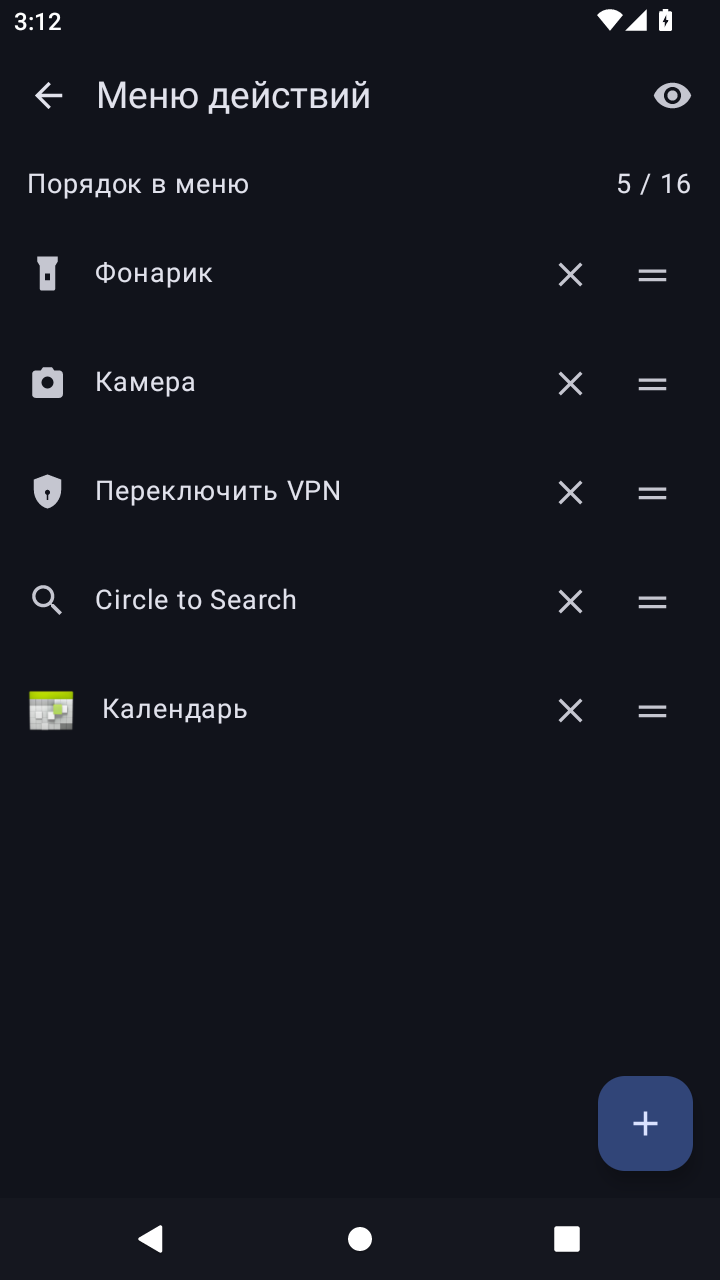 3:12
Меню действий
Порядок в меню 5 / 16
Фонарик
Камера
Переключить VPN
Circle to Search
Календарь